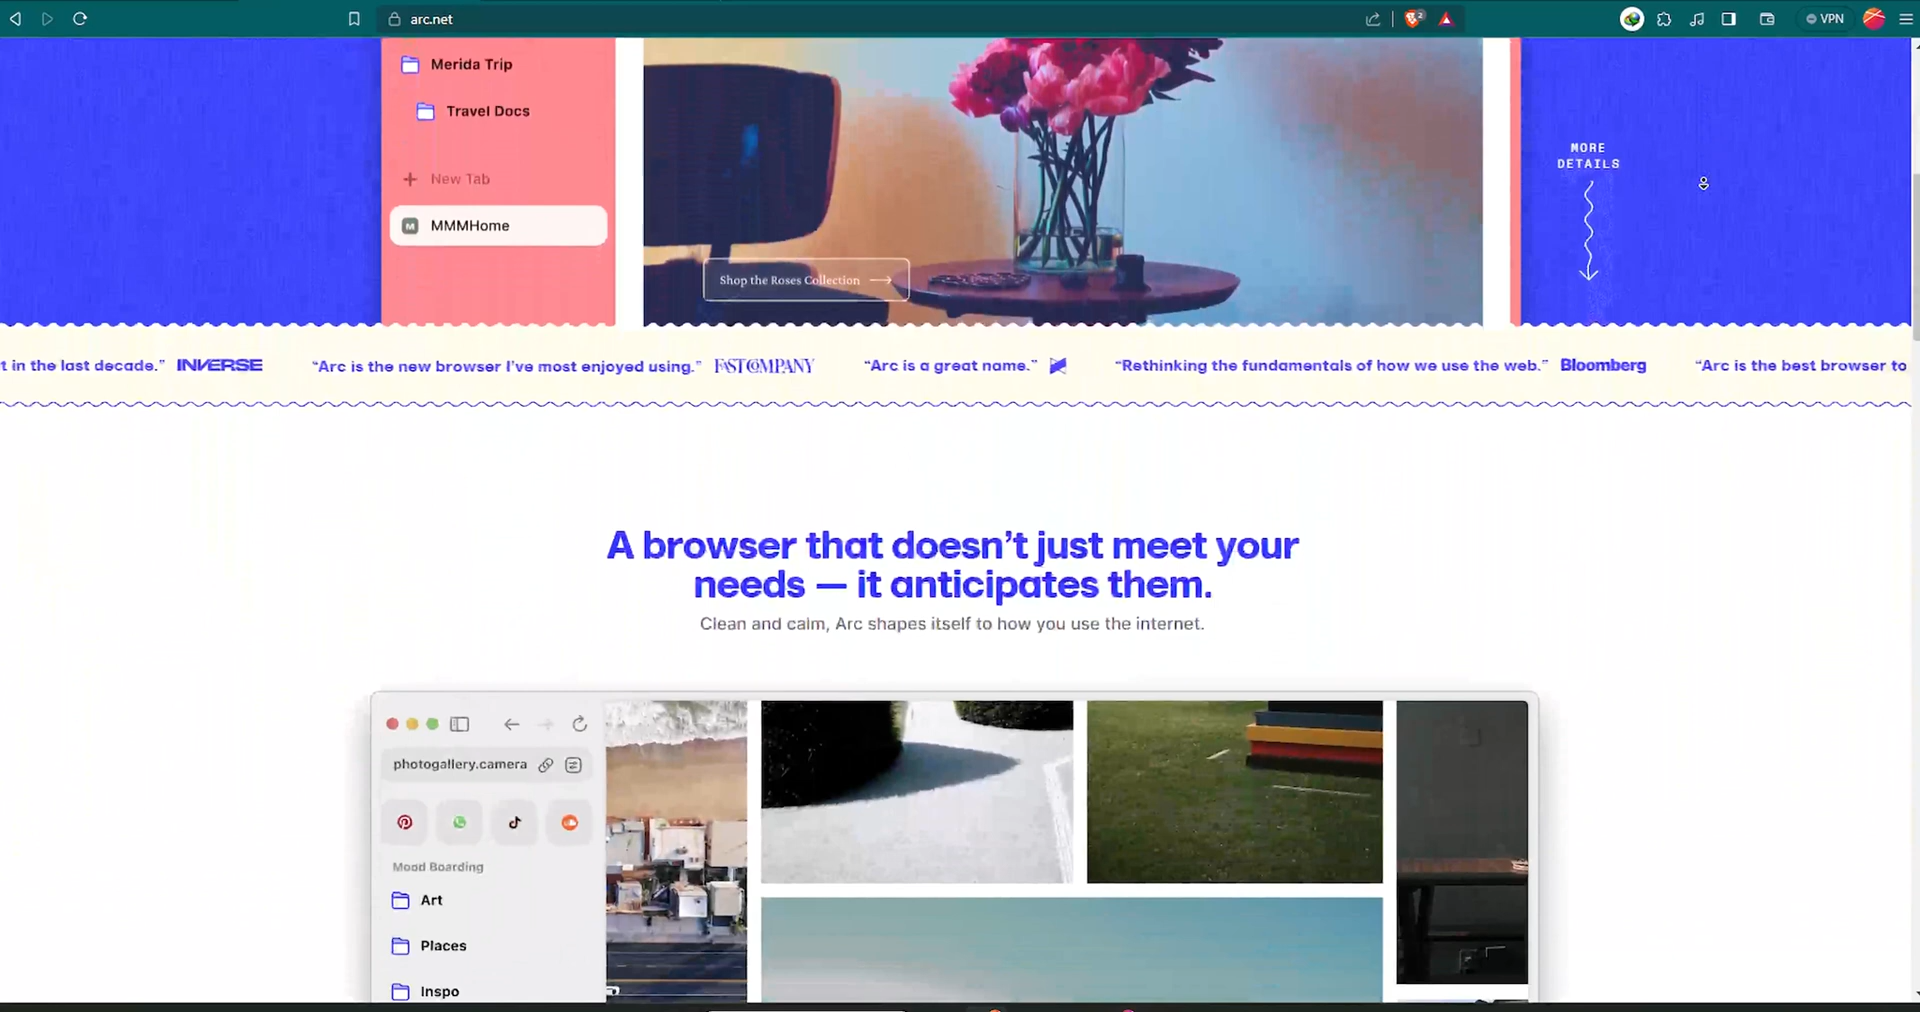 arc.net
2
VPN
Merida Trip
Travel Docs
New Tab
M
MMMHome
Shop the Roses Collection
MORE
DETAILS
t in the last decade.” INVERSE “Arc is the new browser I’ve most enjoyed using.” FAST COMPANY “Arc is a great name.” “Rethinking the fundamentals of how we use the web.” Bloomberg “Arc is the best browser to
A browser that doesn’t just meet your
needs — it anticipates them.
Clean and calm, Arc shapes itself to how you use the internet.
photogallery.camera
Mood Boarding
Art
Places
Inspo